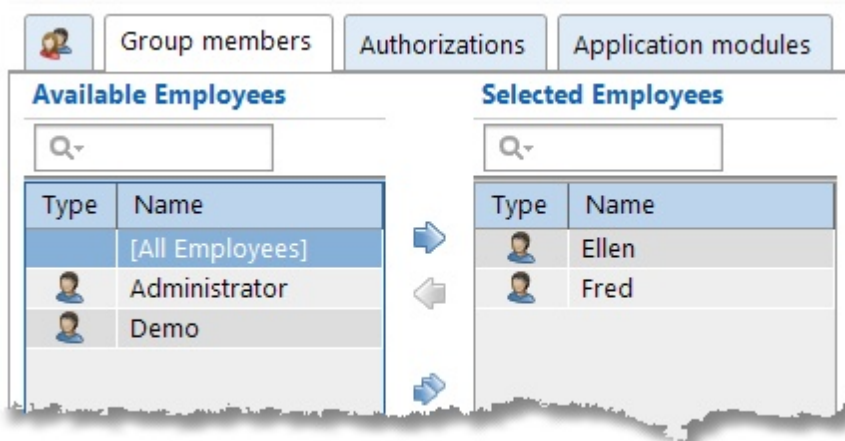 Group members Authorizations Application modules
Available Employees Selected Employees
Type Name Type Name
[All Employees] Ellen
Administrator Fred
Demo